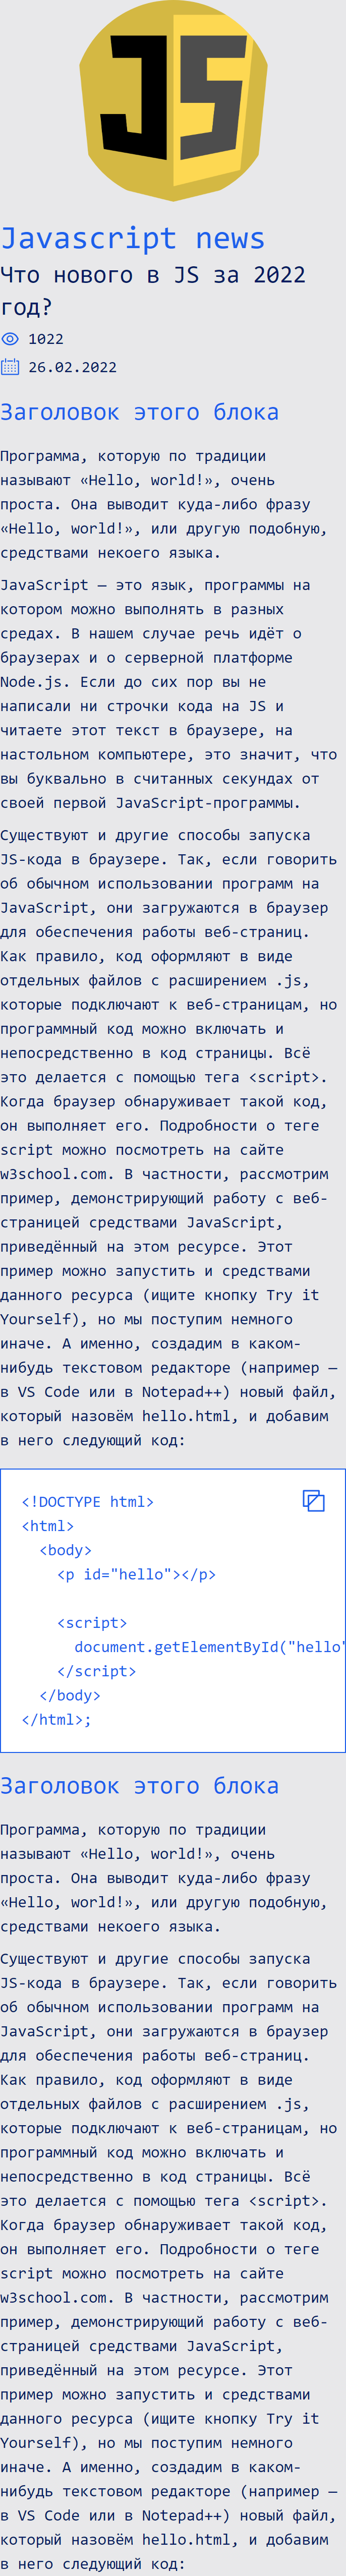 JS
Javascript news
Что нового в JS за 2022
год?
1022
26.02.2022
Заголовок этого блока
Программа, которую по традиции
называют «Hello, world!», очень
проста. Она выводит куда-либо фразу
«Hello, world!», или другую подобную,
средствами некоего языка.
JavaScript — это язык, программы на
котором можно выполнять в разных
средах. В нашем случае речь идёт о
браузерах и о серверной платформе
Node.js. Если до сих пор вы не
написали ни строчки кода на JS и
читаете этот текст в браузере, на
настольном компьютере, это значит, что
вы буквально в считанных секундах от
своей первой JavaScript-программы.
Существуют и другие способы запуска
JS-кода в браузере. Так, если говорить
об обычном использовании программ на
JavaScript, они загружаются в браузер
для обеспечения работы веб-страниц.
Как правило, код оформляют в виде
отдельных файлов с расширением .js,
которые подключают к веб-страницам, но
программный код можно включать и
непосредственно в код страницы. Всё
это делается с помощью тега <script>.
Когда браузер обнаруживает такой код,
он выполняет его. Подробности о теге
script можно посмотреть на сайте
w3school.com. В частности, рассмотрим
пример, демонстрирующий работу с веб-
страницей средствами JavaScript,
приведённый на этом ресурсе. Этот
пример можно запустить и средствами
данного ресурса (ищите кнопку Try it
Yourself), но мы поступим немного
иначе. А именно, создадим в каком-
нибудь текстовом редакторе (например —
в VS Code или в Notepad++) новый файл,
который назовём hello.html, и добавим
в него следующий код:
<!DOCTYPE html>
<html>
<body>
<p id="hello"></p>
<script>
document.getElementById("hello"
</script>
</body>
</html>;
Заголовок этого блока
Программа, которую по традиции
называют «Hello, world!», очень
проста. Она выводит куда-либо фразу
«Hello, world!», или другую подобную,
средствами некоего языка.
Существуют и другие способы запуска
JS-кода в браузере. Так, если говорить
об обычном использовании программ на
JavaScript, они загружаются в браузер
для обеспечения работы веб-страниц.
Как правило, код оформляют в виде
отдельных файлов с расширением .js,
которые подключают к веб-страницам, но
программный код можно включать и
непосредственно в код страницы. Всё
это делается с помощью тега <script>.
Когда браузер обнаруживает такой код,
он выполняет его. Подробности о теге
script можно посмотреть на сайте
w3school.com. В частности, рассмотрим
пример, демонстрирующий работу с веб-
страницей средствами JavaScript,
приведённый на этом ресурсе. Этот
пример можно запустить и средствами
данного ресурса (ищите кнопку Try it
Yourself), но мы поступим немного
иначе. А именно, создадим в каком-
нибудь текстовом редакторе (например —
в VS Code или в Notepad++) новый файл,
который назовём hello.html, и добавим
в него следующий код: